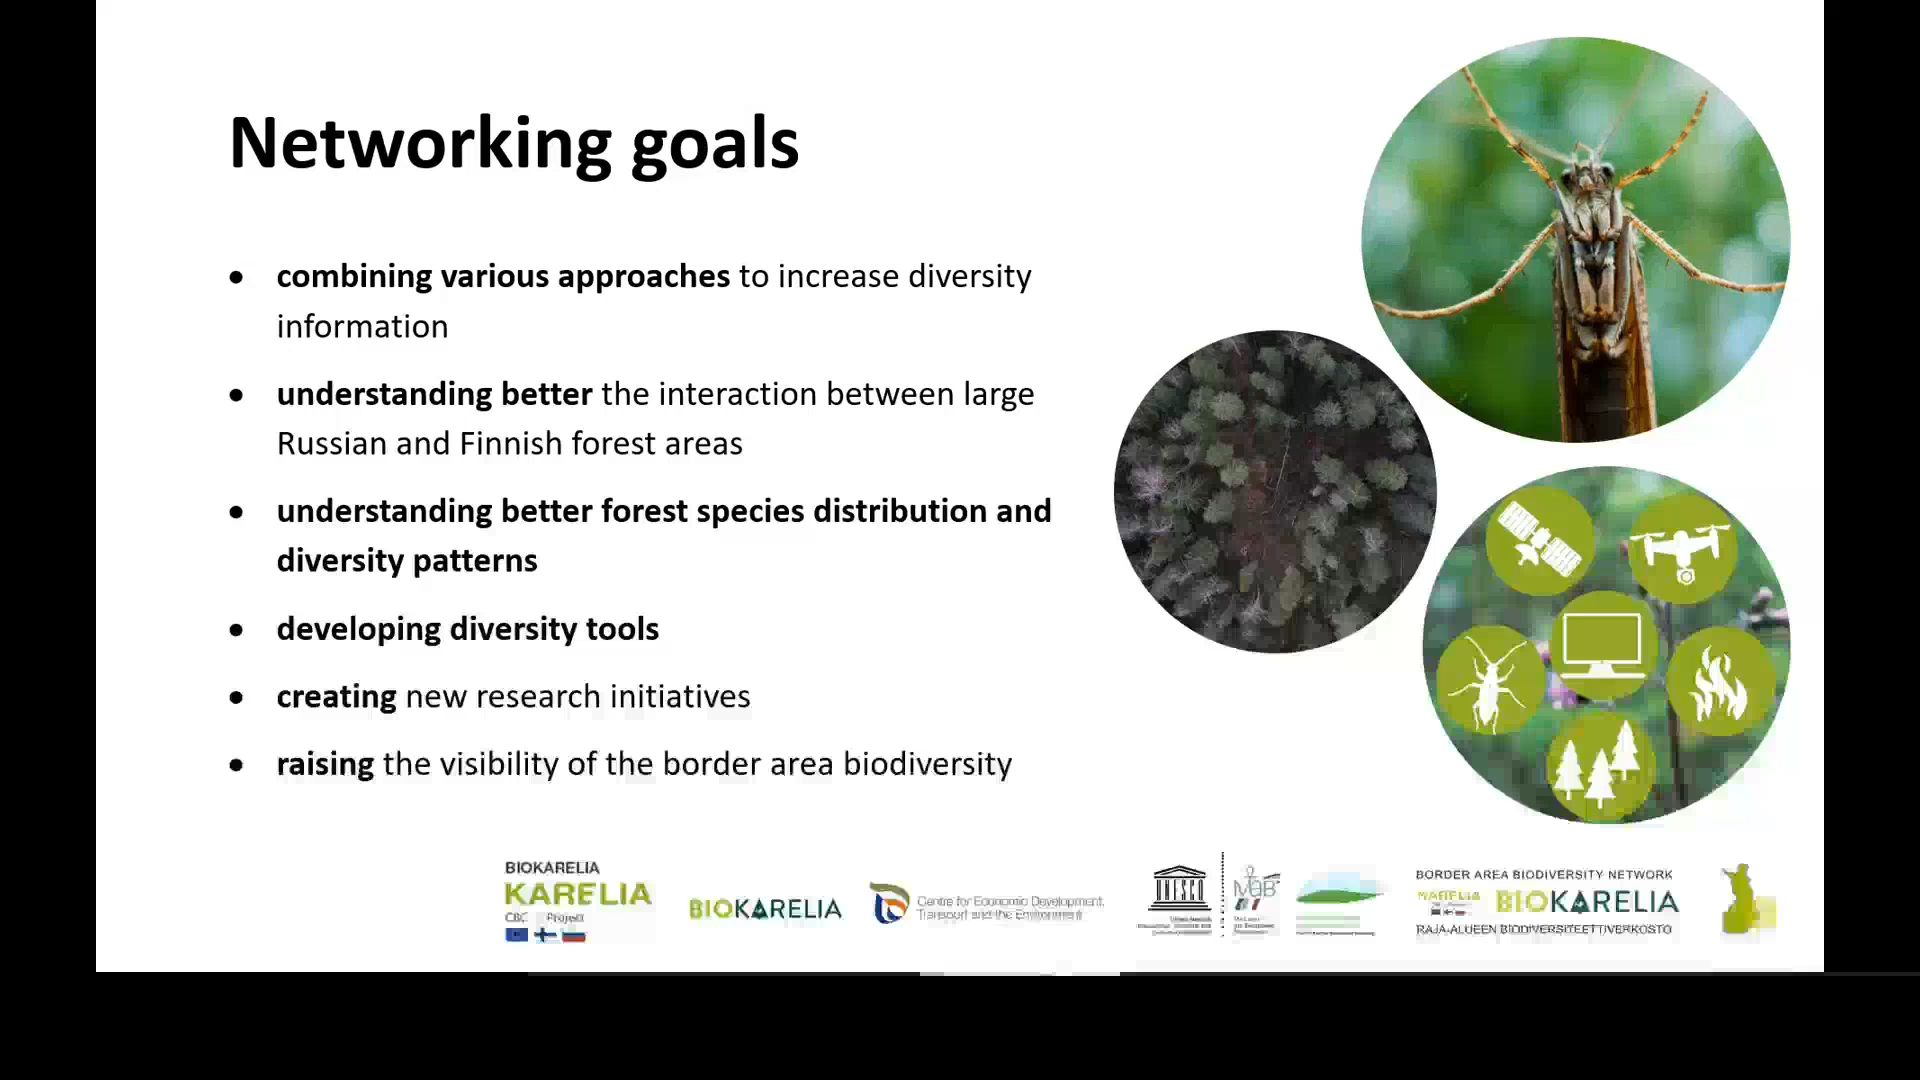 Networking goals
• combining various approaches to increase diversity
information
• understanding better the interaction between large
Russian and Finnish forest areas
• understanding better forest species distribution and
diversity patterns
• developing diversity tools
• creating new research initiatives
• raising the visibility of the border area biodiversity
BIOKARELIA
KARELIA
CBC Project
BIOKARELIA
Centre for Economic Development,
Transport and the Environment
UNESCO
MAB
BORDER AREA BIODIVERSITY NETWORK
KARELIA
BIOKARELIA
RAJA-ALUEEN BIODIVERSITEETTIVERKOSTO